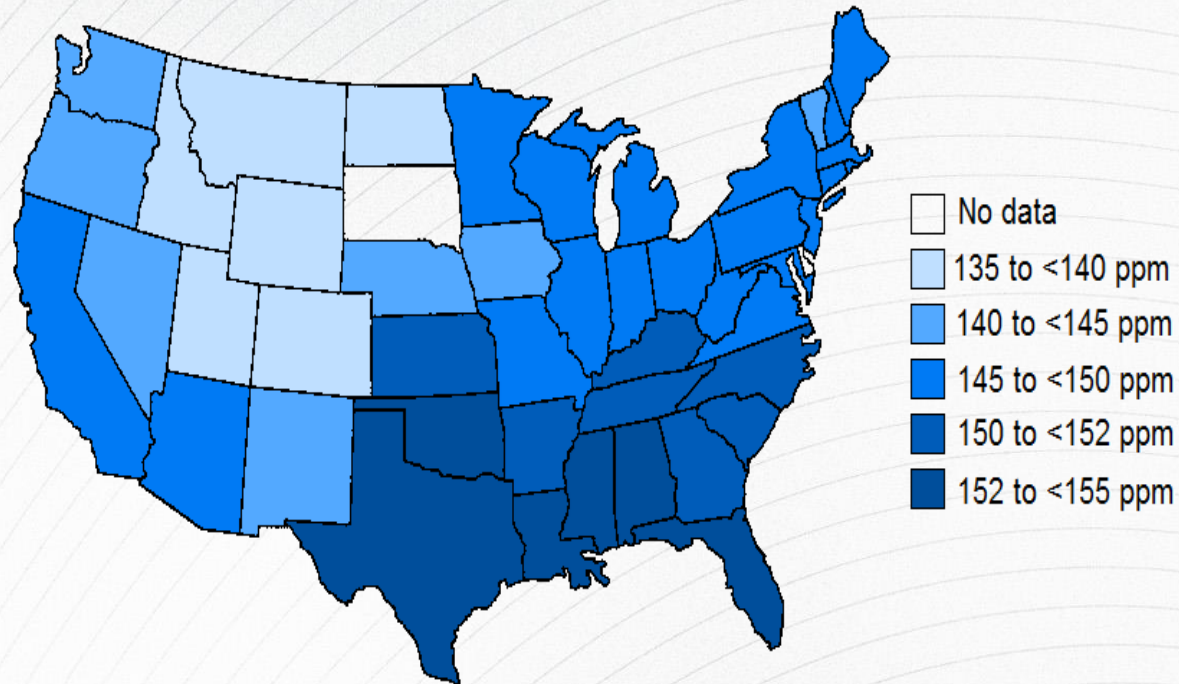 No data
135 to <140 ppm
140 to <145 ppm
145 to <150 ppm
150 to <152 ppm
152 to <155 ppm